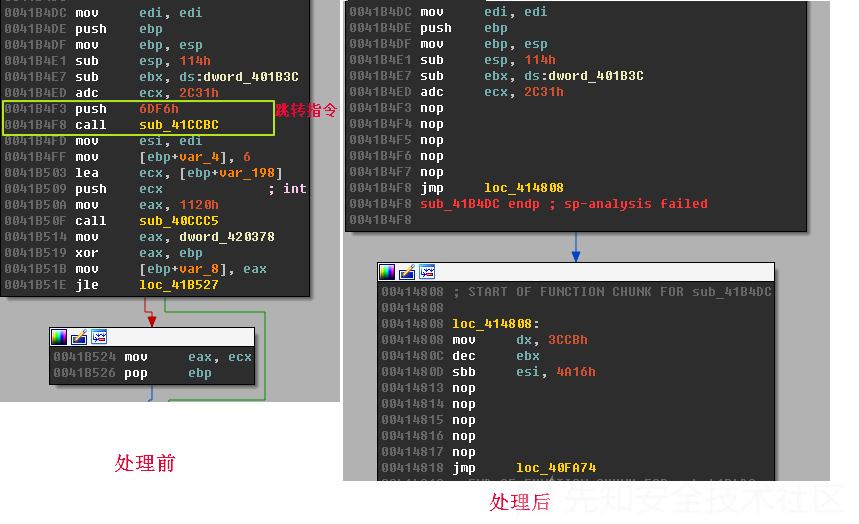 0041B4DC mov edi, edi
0041B4DE push ebp
0041B4DF mov ebp, esp
0041B4E1 sub esp, 114h
0041B4E7 sub ebx, ds:dword_401B3C
0041B4ED adc ecx, 2C31h
0041B4F3 push 6DF6h
0041B4F8 call sub_41CCBC
跳转指令
0041B4FD mov esi, edi
0041B4FF mov [ebp+var_4], 6
0041B503 lea ecx, [ebp+var_198]
0041B509 push ecx ; int
0041B50A mov eax, 1120h
0041B50F call sub_40CCC5
0041B514 mov eax, dword_420378
0041B519 xor eax, ebp
0041B51B mov [ebp+var_8], eax
0041B51E jle loc_41B527
0041B524 mov eax, ecx
0041B526 pop ebp
处理前
0041B4DC mov edi, edi
0041B4DE push ebp
0041B4DF mov ebp, esp
0041B4E1 sub esp, 114h
0041B4E7 sub ebx, ds:dword_401B3C
0041B4ED adc ecx, 2C31h
0041B4F3 nop
0041B4F4 nop
0041B4F5 nop
0041B4F6 nop
0041B4F7 nop
0041B4F8 jmp loc_414808
0041B4F8 sub_41B4DC endp ; sp-analysis failed
0041B4F8
00414808 ; START OF FUNCTION CHUNK FOR sub_41B4DC
00414808
00414808 loc_414808:
00414808 mov dx, 3CCBh
0041480C dec ebx
0041480D sbb esi, 4A16h
00414813 nop
00414814 nop
00414815 nop
00414816 nop
00414817 nop
00414818 jmp loc_40FA74
处理后
先知安全技术社区